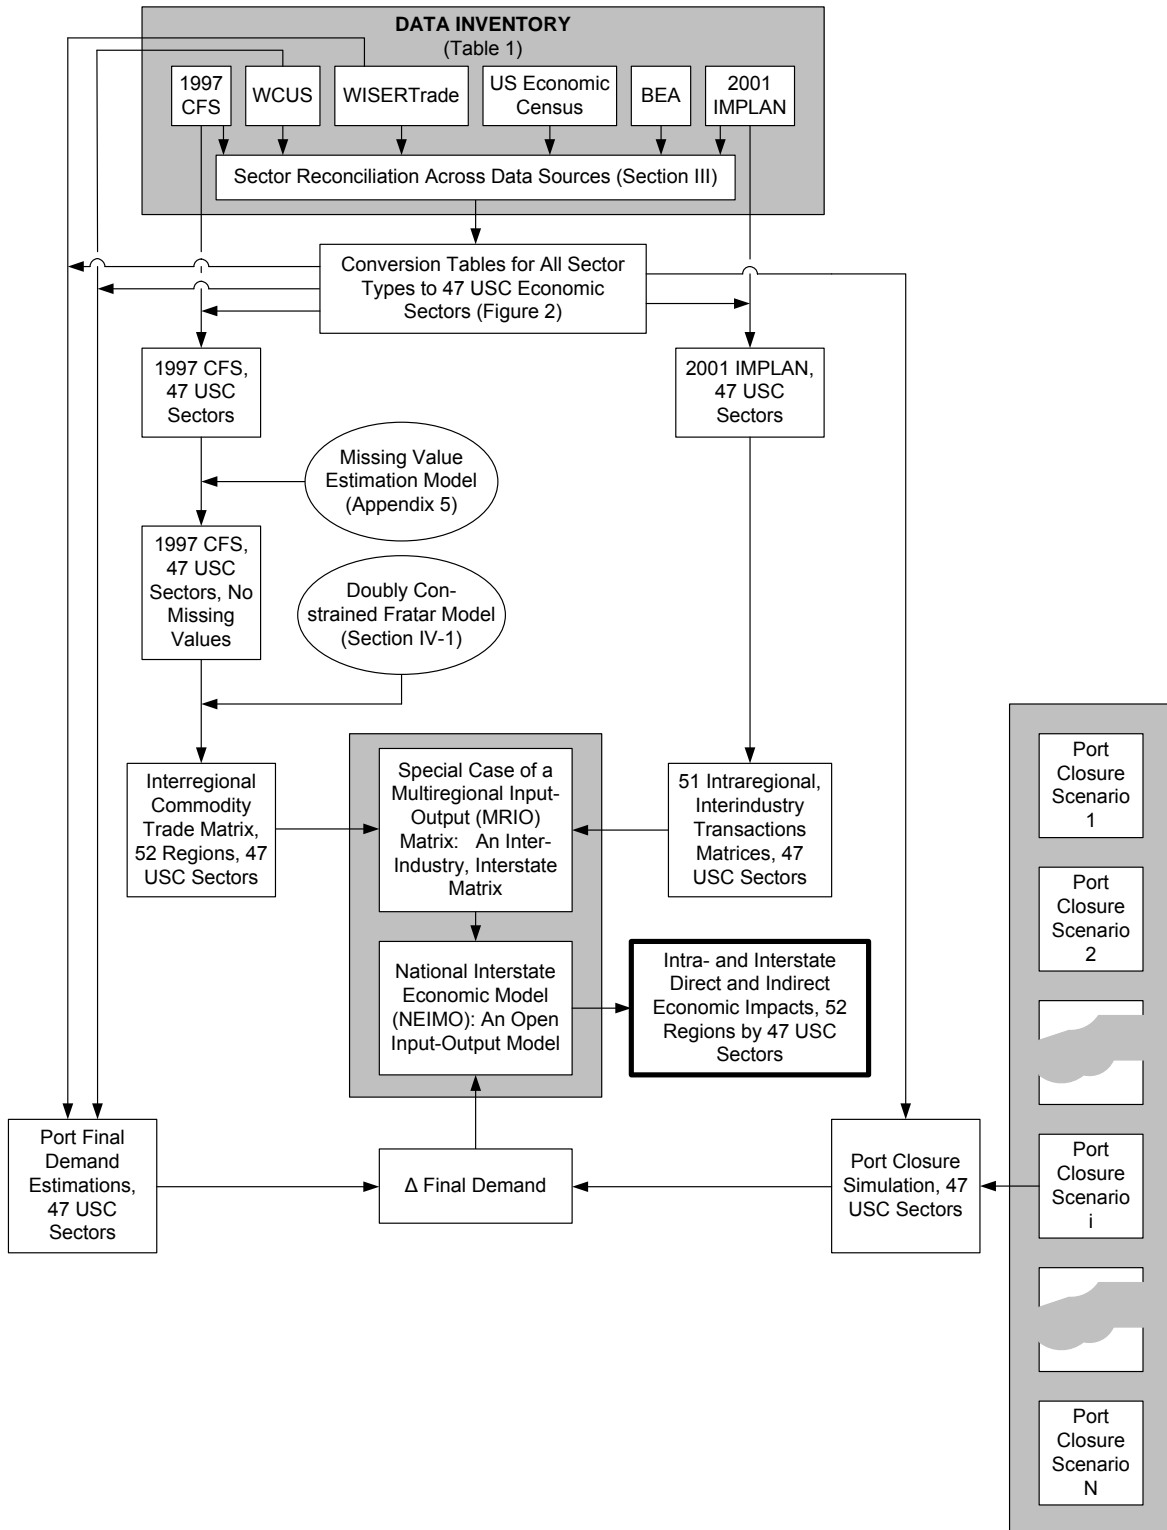 DATA INVENTORY
(Table 1)
1997
CFS
WCUS
WISERTrade
US Economic
Census
BEA
2001
IMPLAN
Sector Reconciliation Across Data Sources (Section III)
Conversion Tables for All Sector
Types to 47 USC Economic
Sectors (Figure 2)
1997 CFS,
47 USC
Sectors
2001 IMPLAN,
47 USC
Sectors
Missing Value
Estimation Model
(Appendix 5)
1997 CFS,
47 USC
Sectors, No
Missing
Values
Doubly Con-
strained Fratar Model
(Section IV-1)
Interregional
Commodity
Trade Matrix,
52 Regions, 47
USC Sectors
Special Case of a
Multiregional Input-
Output (MRIO)
Matrix: An Inter-
Industry, Interstate
Matrix
51 Intraregional,
Interindustry
Transactions
Matrices, 47
USC Sectors
National Interstate
Economic Model
(NEIMO): An Open
Input-Output Model
Intra- and Interstate
Direct and Indirect
Economic Impacts, 52
Regions by 47 USC
Sectors
Port Final
Demand
Estimations,
47 USC
Sectors
Δ Final Demand
Port Closure
Simulation, 47
USC Sectors
Port
Closure
Scenario
1
Port
Closure
Scenario
2
Port
Closure
Scenario
i
Port
Closure
Scenario
N